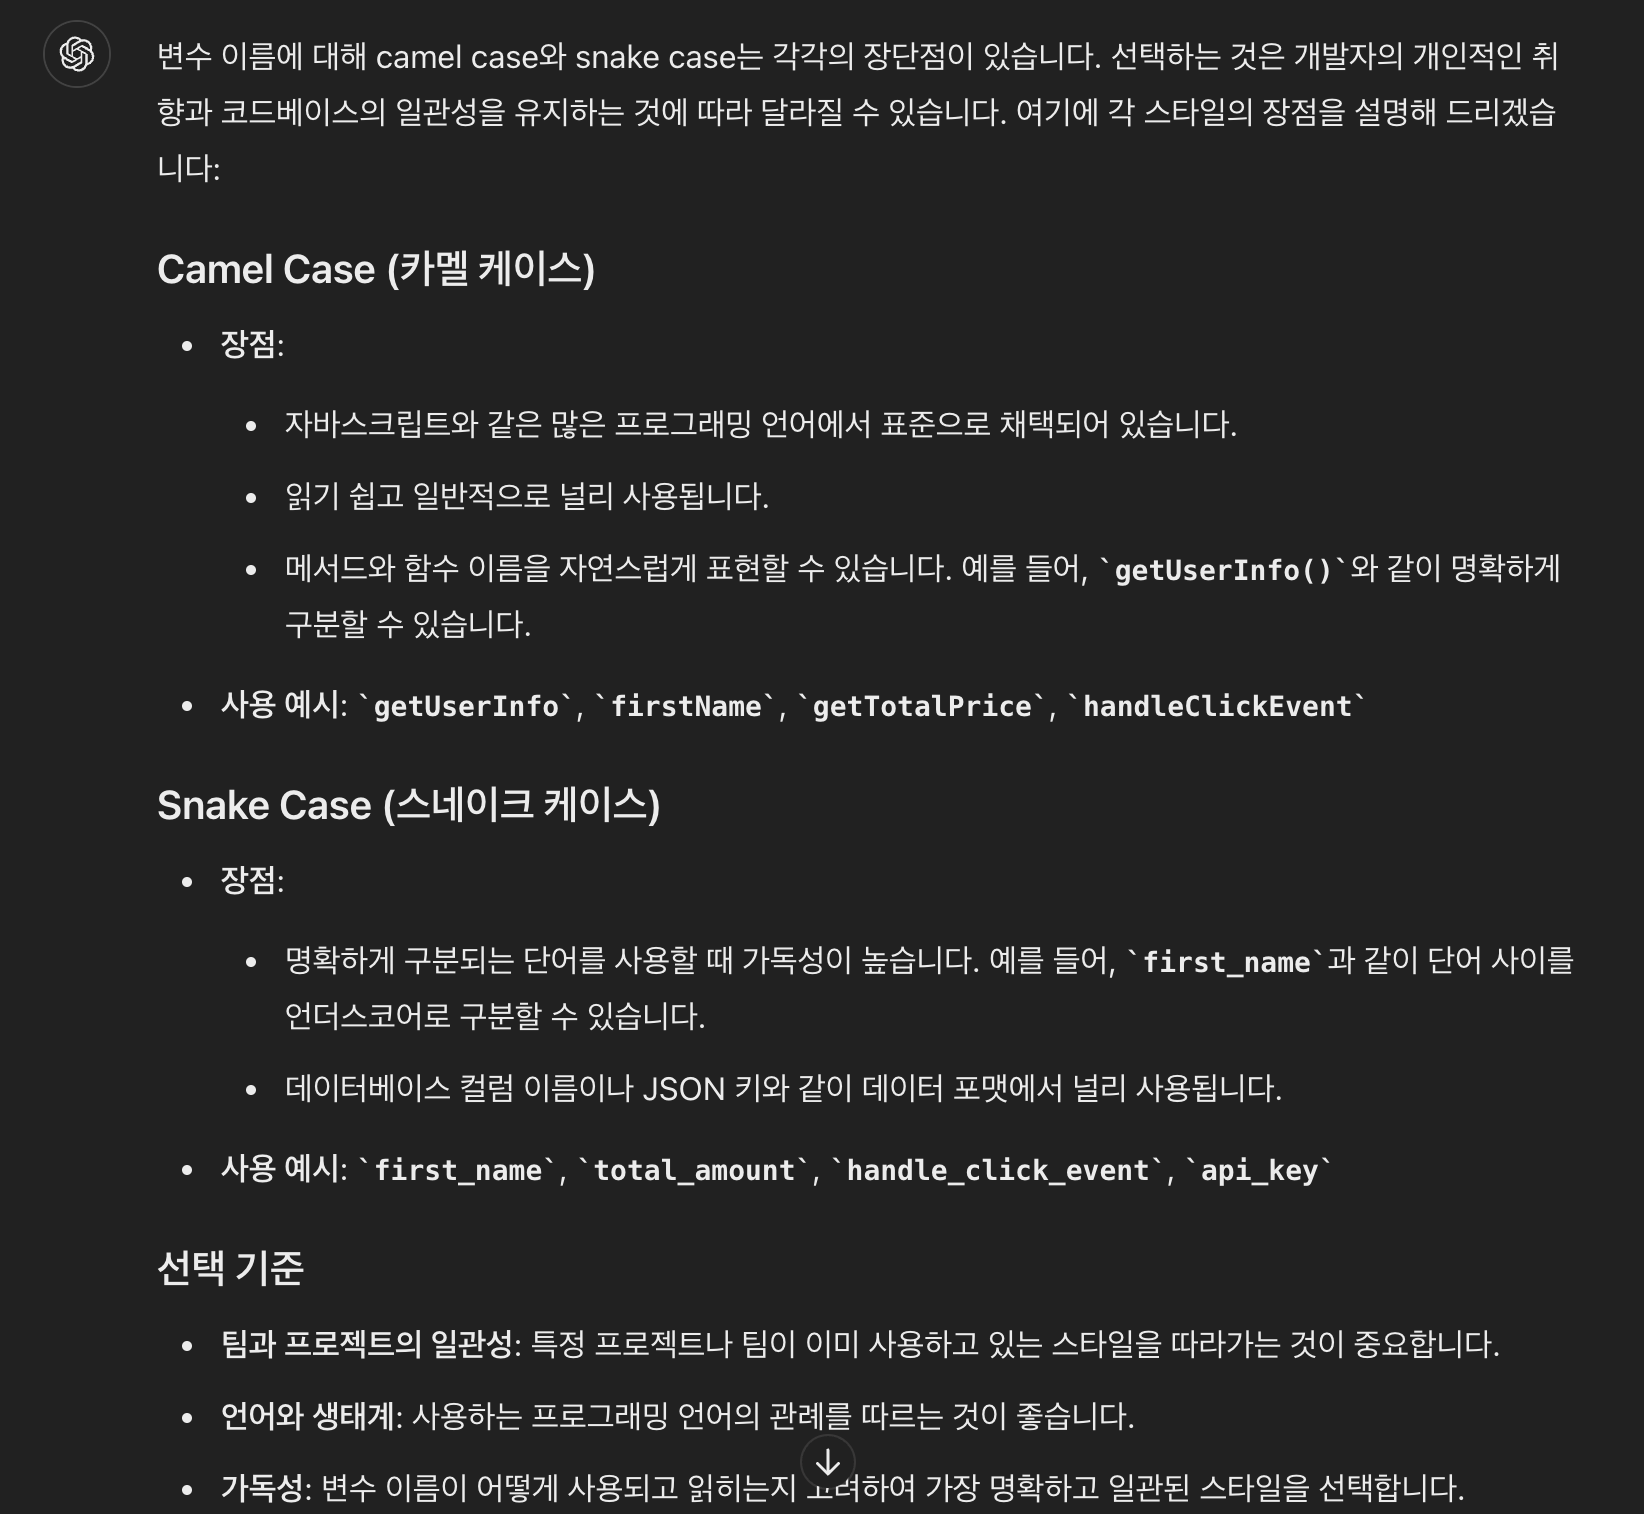 변수 이름에 대해 camel case와 snake case는 각각의 장단점이 있습니다. 선택하는 것은 개발자의 개인적인 취
향과 코드베이스의 일관성을 유지하는 것에 따라 달라질 수 있습니다. 여기에 각 스타일의 장점을 설명해 드리겠습
니다:
Camel Case (카멜 케이스)
• 장점:
• 자바스크립트와 같은 많은 프로그래밍 언어에서 표준으로 채택되어 있습니다.
• 읽기 쉽고 일반적으로 널리 사용됩니다.
• 메서드와 함수 이름을 자연스럽게 표현할 수 있습니다. 예를 들어, `getUserInfo()`와 같이 명확하게
구분할 수 있습니다.
• 사용 예시: `getUserInfo`, `firstName`, `getTotalPrice`, `handleClickEvent`
Snake Case (스네이크 케이스)
• 장점:
• 명확하게 구분되는 단어를 사용할 때 가독성이 높습니다. 예를 들어, `first_name`과 같이 단어 사이를
언더스코어로 구분할 수 있습니다.
• 데이터베이스 컬럼 이름이나 JSON 키와 같이 데이터 포맷에서 널리 사용됩니다.
• 사용 예시: `first_name`, `total_amount`, `handle_click_event`, `api_key`
선택 기준
• 팀과 프로젝트의 일관성: 특정 프로젝트나 팀이 이미 사용하고 있는 스타일을 따라가는 것이 중요합니다.
• 언어와 생태계: 사용하는 프로그래밍 언어의 관례를 따르는 것이 좋습니다.
• 가독성: 변수 이름이 어떻게 사용되고 읽히는지 고려하여 가장 명확하고 일관된 스타일을 선택합니다.